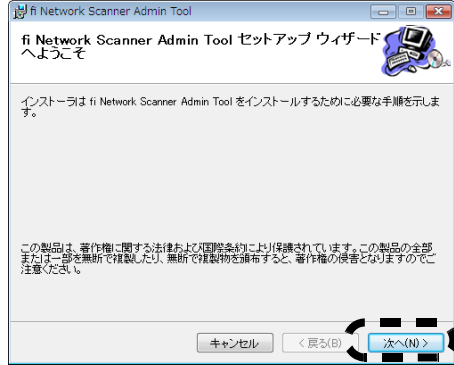 fi Network Scanner Admin Tool
fi Network Scanner Admin Tool セットアップ ウィザード
へようこそ
インストーラは fi Network Scanner Admin Tool をインストールするために必要な手順を示しま
す。
この製品は、著作権に関する法律および国際条約により保護されています。この製品の全部
または一部を無断で複製したり、無断で複製物を頒布すると、著作権の侵害となりますのでご
注意ください。
キャンセル
< 戻る(B)
次へ(N) >